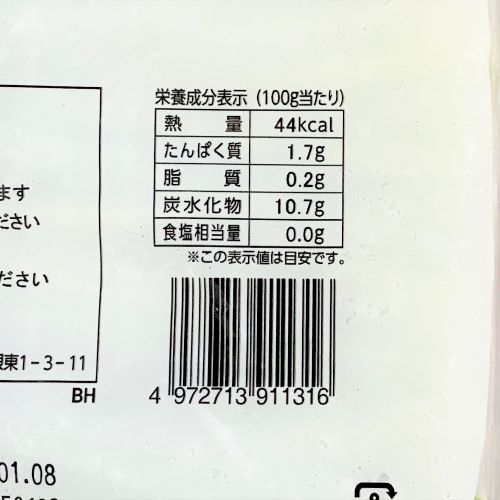 栄養成分表示 (100g当たり)
熱量 44kcal
たんぱく質 1.7g
脂質 0.2g
炭水化物 10.7g
食塩相当量 0.0g
※この表示値は目安です。
ます
ださい
ださい
東1-3-11
BH
4 972713 911316
01.08